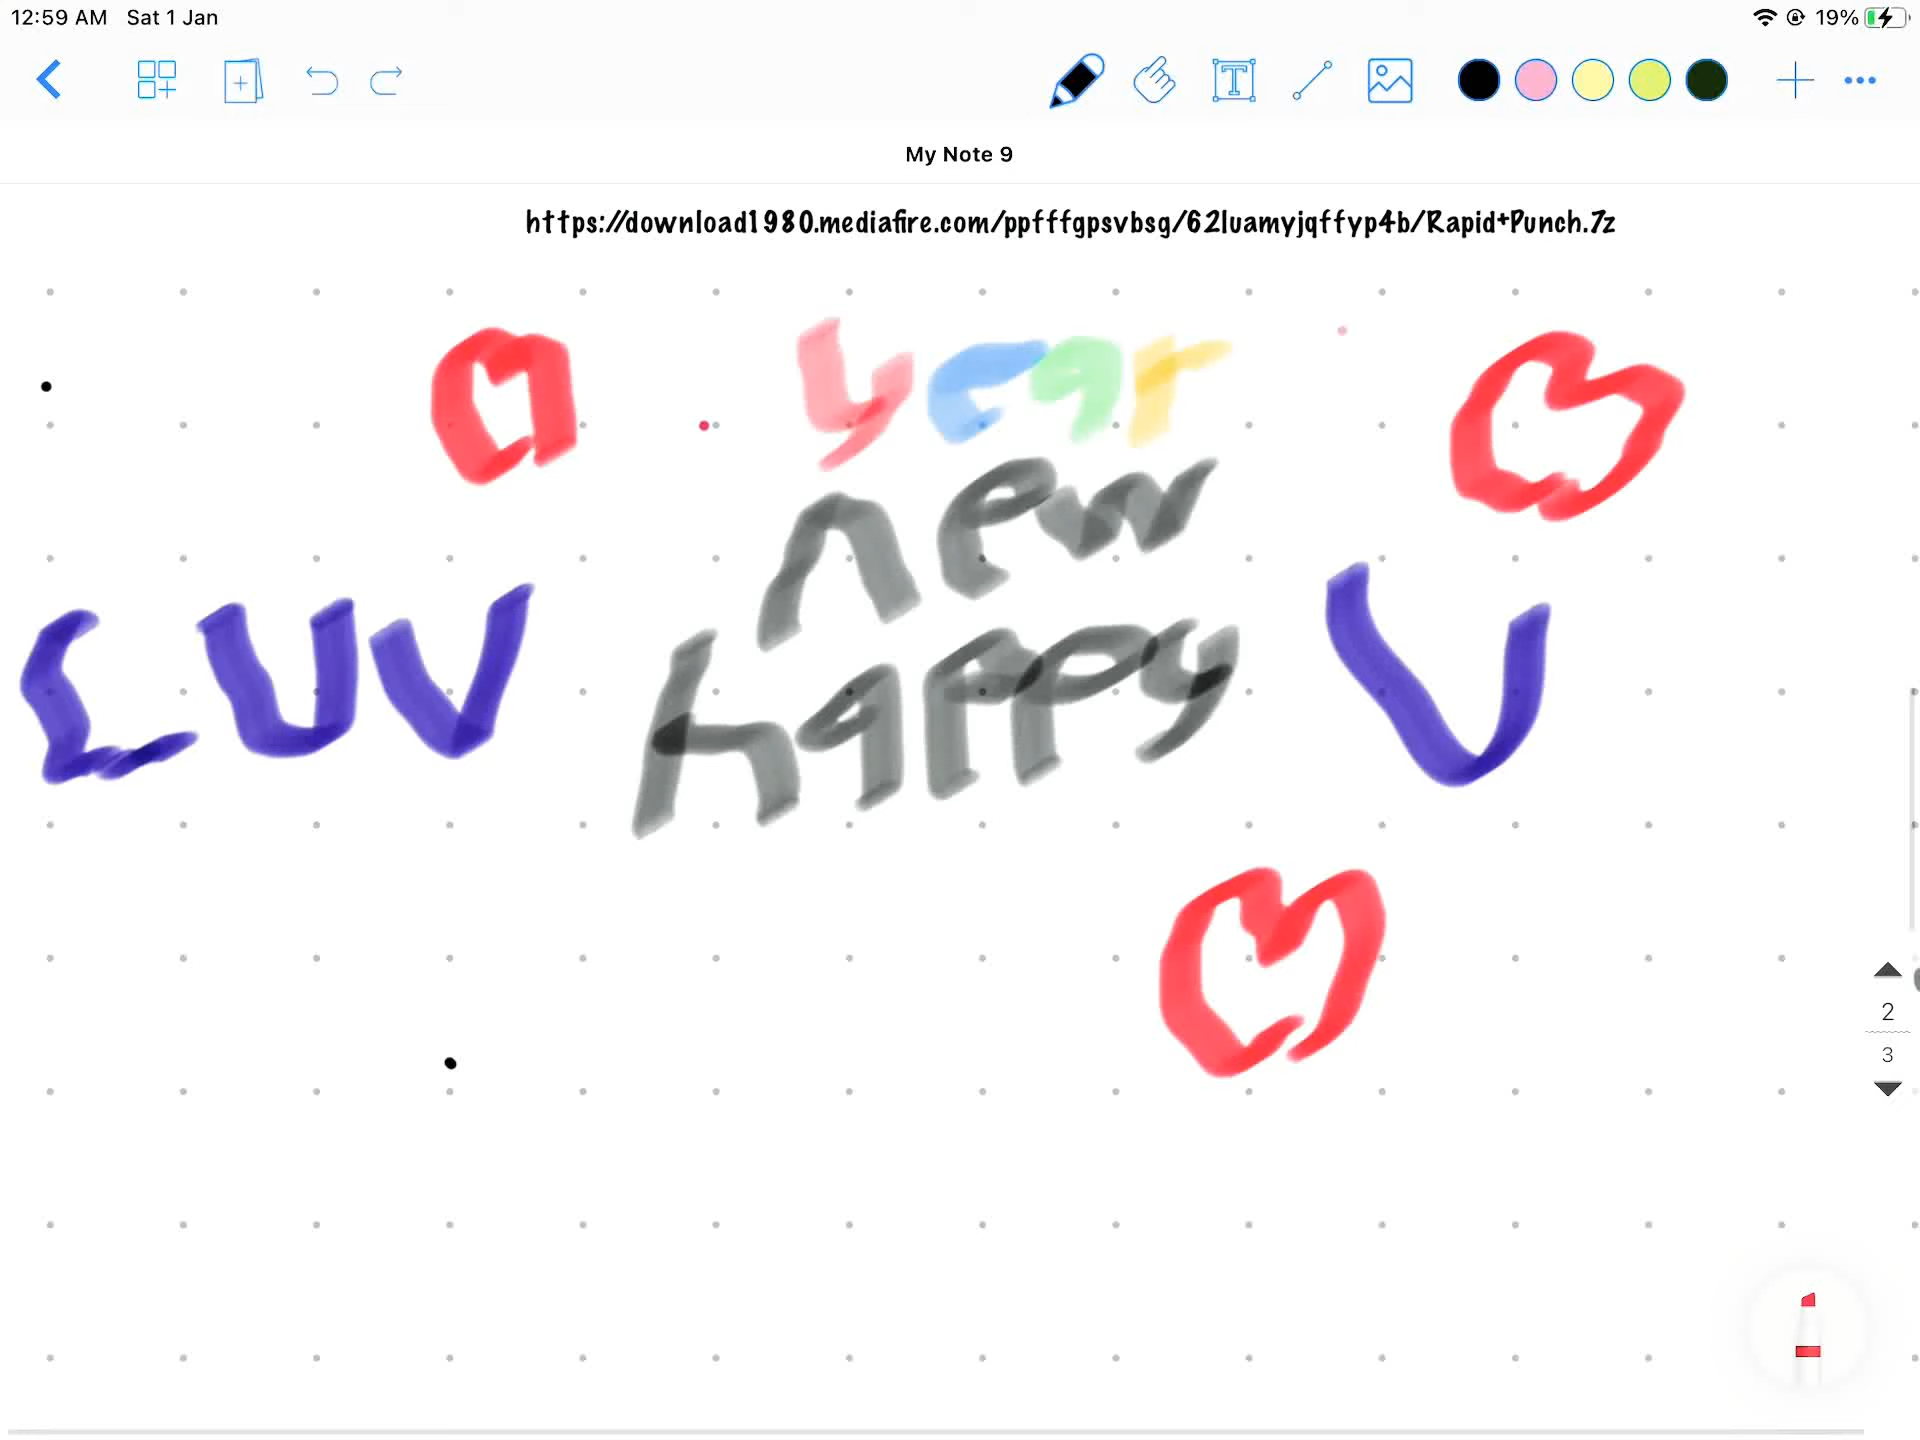 12:59 AM Sat 1 Jan 19%
My Note 9
https://download1980.mediafire.com/ppfffgpsvbsg/62luamyjqffyp4b/Rapid+Punch.7z
year
new
LUV happy U
2
3